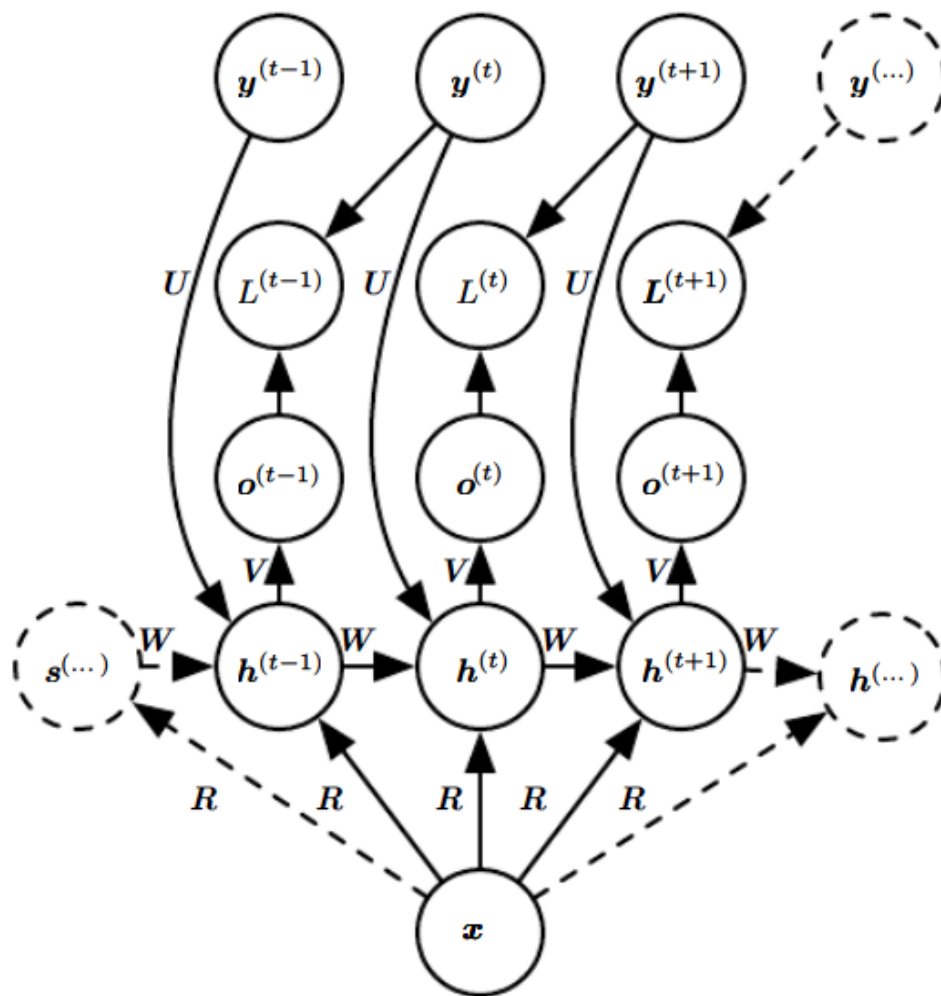 y^(t−1) y^(t) y^(t+1) y^(...)
U L^(t−1) U L^(t) U L^(t+1)
o^(t−1) o^(t) o^(t+1)
V V V
s^(...) W h^(t−1) W h^(t) W h^(t+1) W h^(...)
R R R R R
x